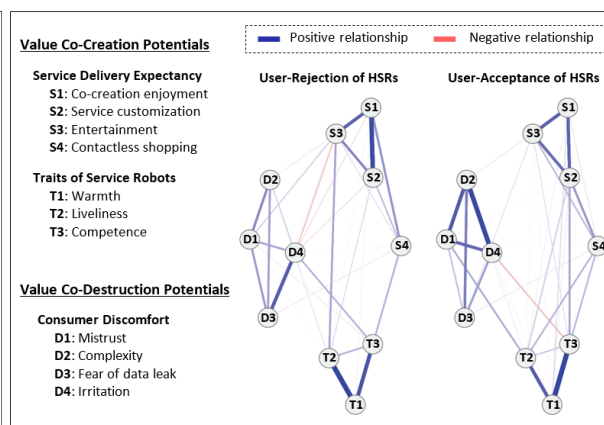 Value Co-Creation Potentials
Service Delivery Expectancy
S1: Co-creation enjoyment
S2: Service customization
S3: Entertainment
S4: Contactless shopping
Traits of Service Robots
T1: Warmth
T2: Liveliness
T3: Competence
Value Co-Destruction Potentials
Consumer Discomfort
D1: Mistrust
D2: Complexity
D3: Fear of data leak
D4: Irritation
Positive relationship
Negative relationship
User-Rejection of HSRs
S1
S3
S2
D2
D1
D4
S4
D3
T3
T2
T1
User-Acceptance of HSRs
S1
S3
S2
D2
D1
D4
S4
D3
T3
T2
T1